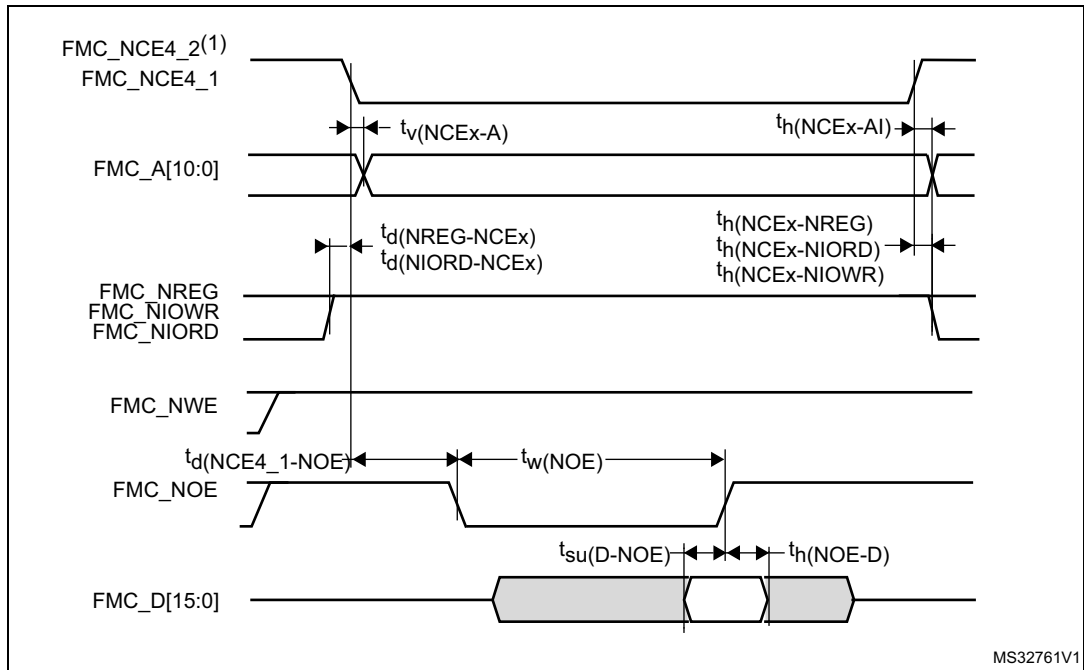 FMC_NCE4_2(1)
FMC_NCE4_1
tv(NCEx-A)
th(NCEx-AI)
FMC_A[10:0]
td(NREG-NCEx)
td(NIORD-NCEx)
th(NCEx-NREG)
th(NCEx-NIORD)
th(NCEx-NIOWR)
FMC_NREG
FMC_NIOWR
FMC_NIORD
FMC_NWE
td(NCE4_1-NOE)
tw(NOE)
FMC_NOE
tsu(D-NOE)
th(NOE-D)
FMC_D[15:0]
MS32761V1